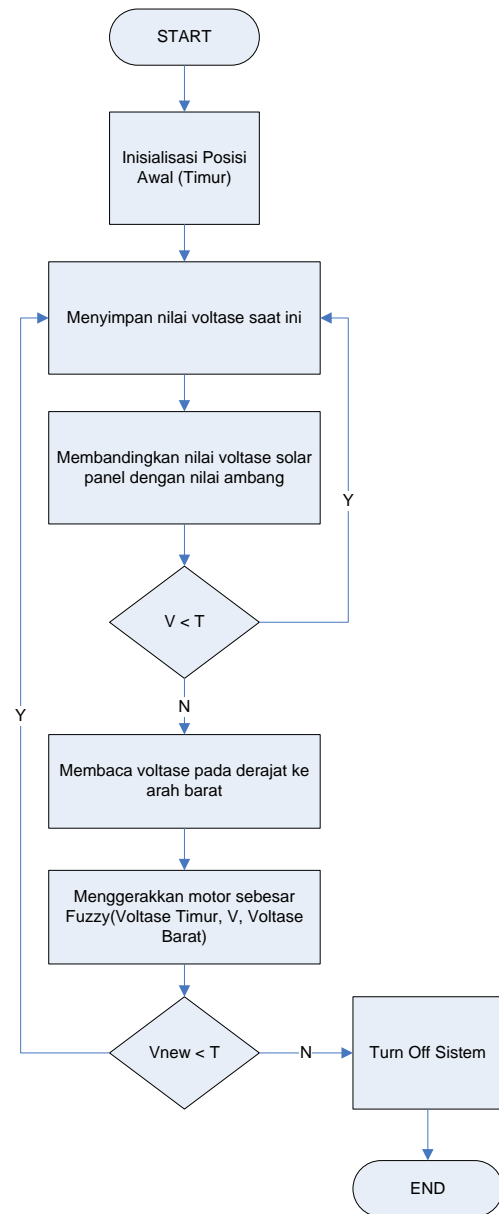 START
Inisialisasi Posisi
Awal (Timur)
Menyimpan nilai voltase saat ini
Membandingkan nilai voltase solar
panel dengan nilai ambang
Y
V < T
N
Y
Membaca voltase pada derajat ke
arah barat
Menggerakkan motor sebesar
Fuzzy(Voltase Timur, V, Voltase
Barat)
Vnew < T
N
Turn Off Sistem
END